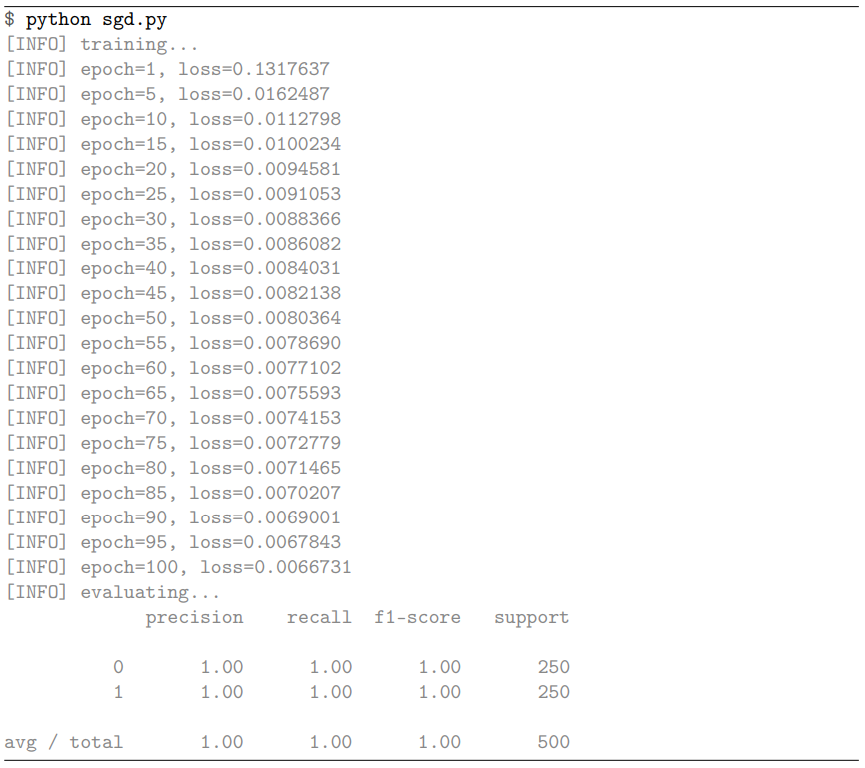 $ python sgd.py
[INFO] training...
[INFO] epoch=1, loss=0.1317637
[INFO] epoch=5, loss=0.0162487
[INFO] epoch=10, loss=0.0112798
[INFO] epoch=15, loss=0.0100234
[INFO] epoch=20, loss=0.0094581
[INFO] epoch=25, loss=0.0091053
[INFO] epoch=30, loss=0.0088366
[INFO] epoch=35, loss=0.0086082
[INFO] epoch=40, loss=0.0084031
[INFO] epoch=45, loss=0.0082138
[INFO] epoch=50, loss=0.0080364
[INFO] epoch=55, loss=0.0078690
[INFO] epoch=60, loss=0.0077102
[INFO] epoch=65, loss=0.0075593
[INFO] epoch=70, loss=0.0074153
[INFO] epoch=75, loss=0.0072779
[INFO] epoch=80, loss=0.0071465
[INFO] epoch=85, loss=0.0070207
[INFO] epoch=90, loss=0.0069001
[INFO] epoch=95, loss=0.0067843
[INFO] epoch=100, loss=0.0066731
[INFO] evaluating...
             precision    recall  f1-score   support

          0       1.00      1.00      1.00       250
          1       1.00      1.00      1.00       250

avg / total       1.00      1.00      1.00       500